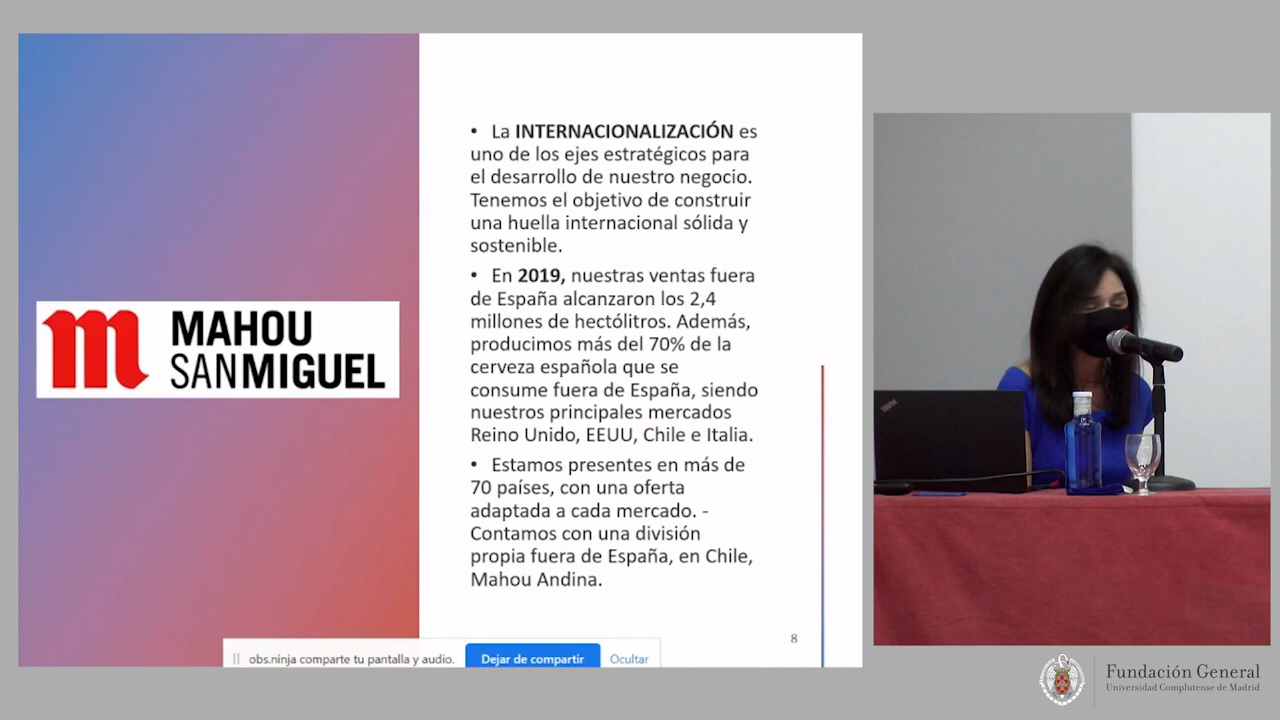 MAHOU
SANMIGUEL
• La INTERNACIONALIZACIÓN es
uno de los ejes estratégicos para
el desarrollo de nuestro negocio.
Tenemos el objetivo de construir
una huella internacional sólida y
sostenible.
• En 2019, nuestras ventas fuera
de España alcanzaron los 2,4
millones de hectólitros. Además,
producimos más del 70% de la
cerveza española que se
consume fuera de España, siendo
nuestros principales mercados
Reino Unido, EEUU, Chile e Italia.
• Estamos presentes en más de
70 países, con una oferta
adaptada a cada mercado. -
Contamos con una división
propia fuera de España, en Chile,
Mahou Andina.
8
obs.ninja comparte tu pantalla y audio. Dejar de compartir Ocultar
Fundación General
Universidad Complutense de Madrid